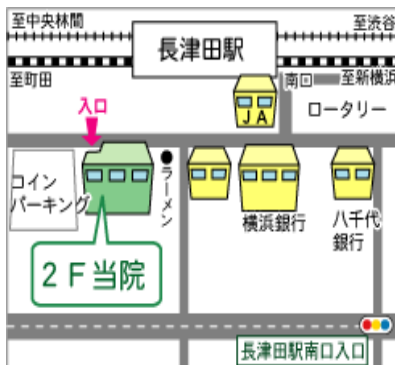 至中央林間
至渋谷
長津田駅
至町田
南口
至新横浜
JA
ロータリー
入口
コイン
パーキング
●ラーメン
横浜銀行
八千代
銀行
2F当院
長津田駅南口入口